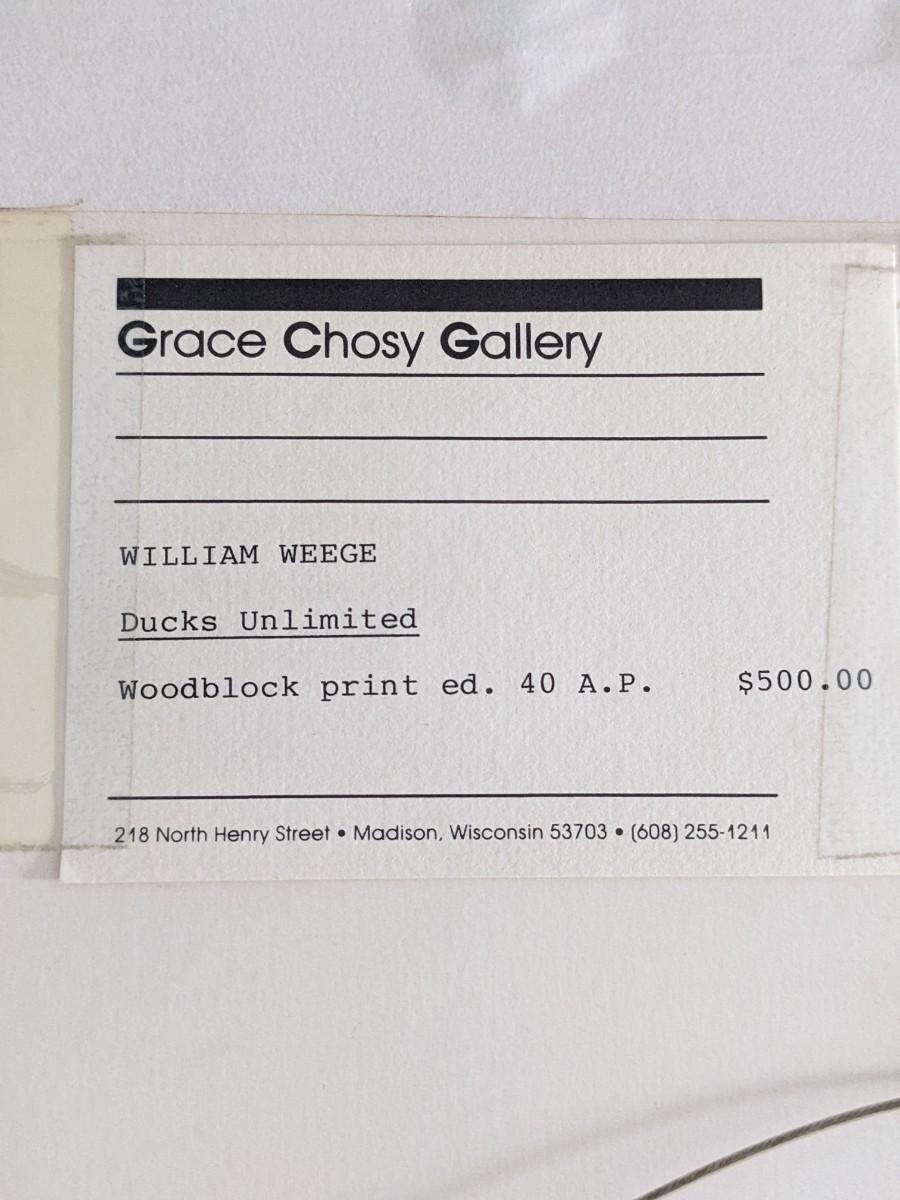 Grace Chosy Gallery
WILLIAM WEEGE
Ducks Unlimited
Woodblock print ed. 40 A.P. $500.00
218 North Henry Street • Madison, Wisconsin 53703 • (608) 255-1211